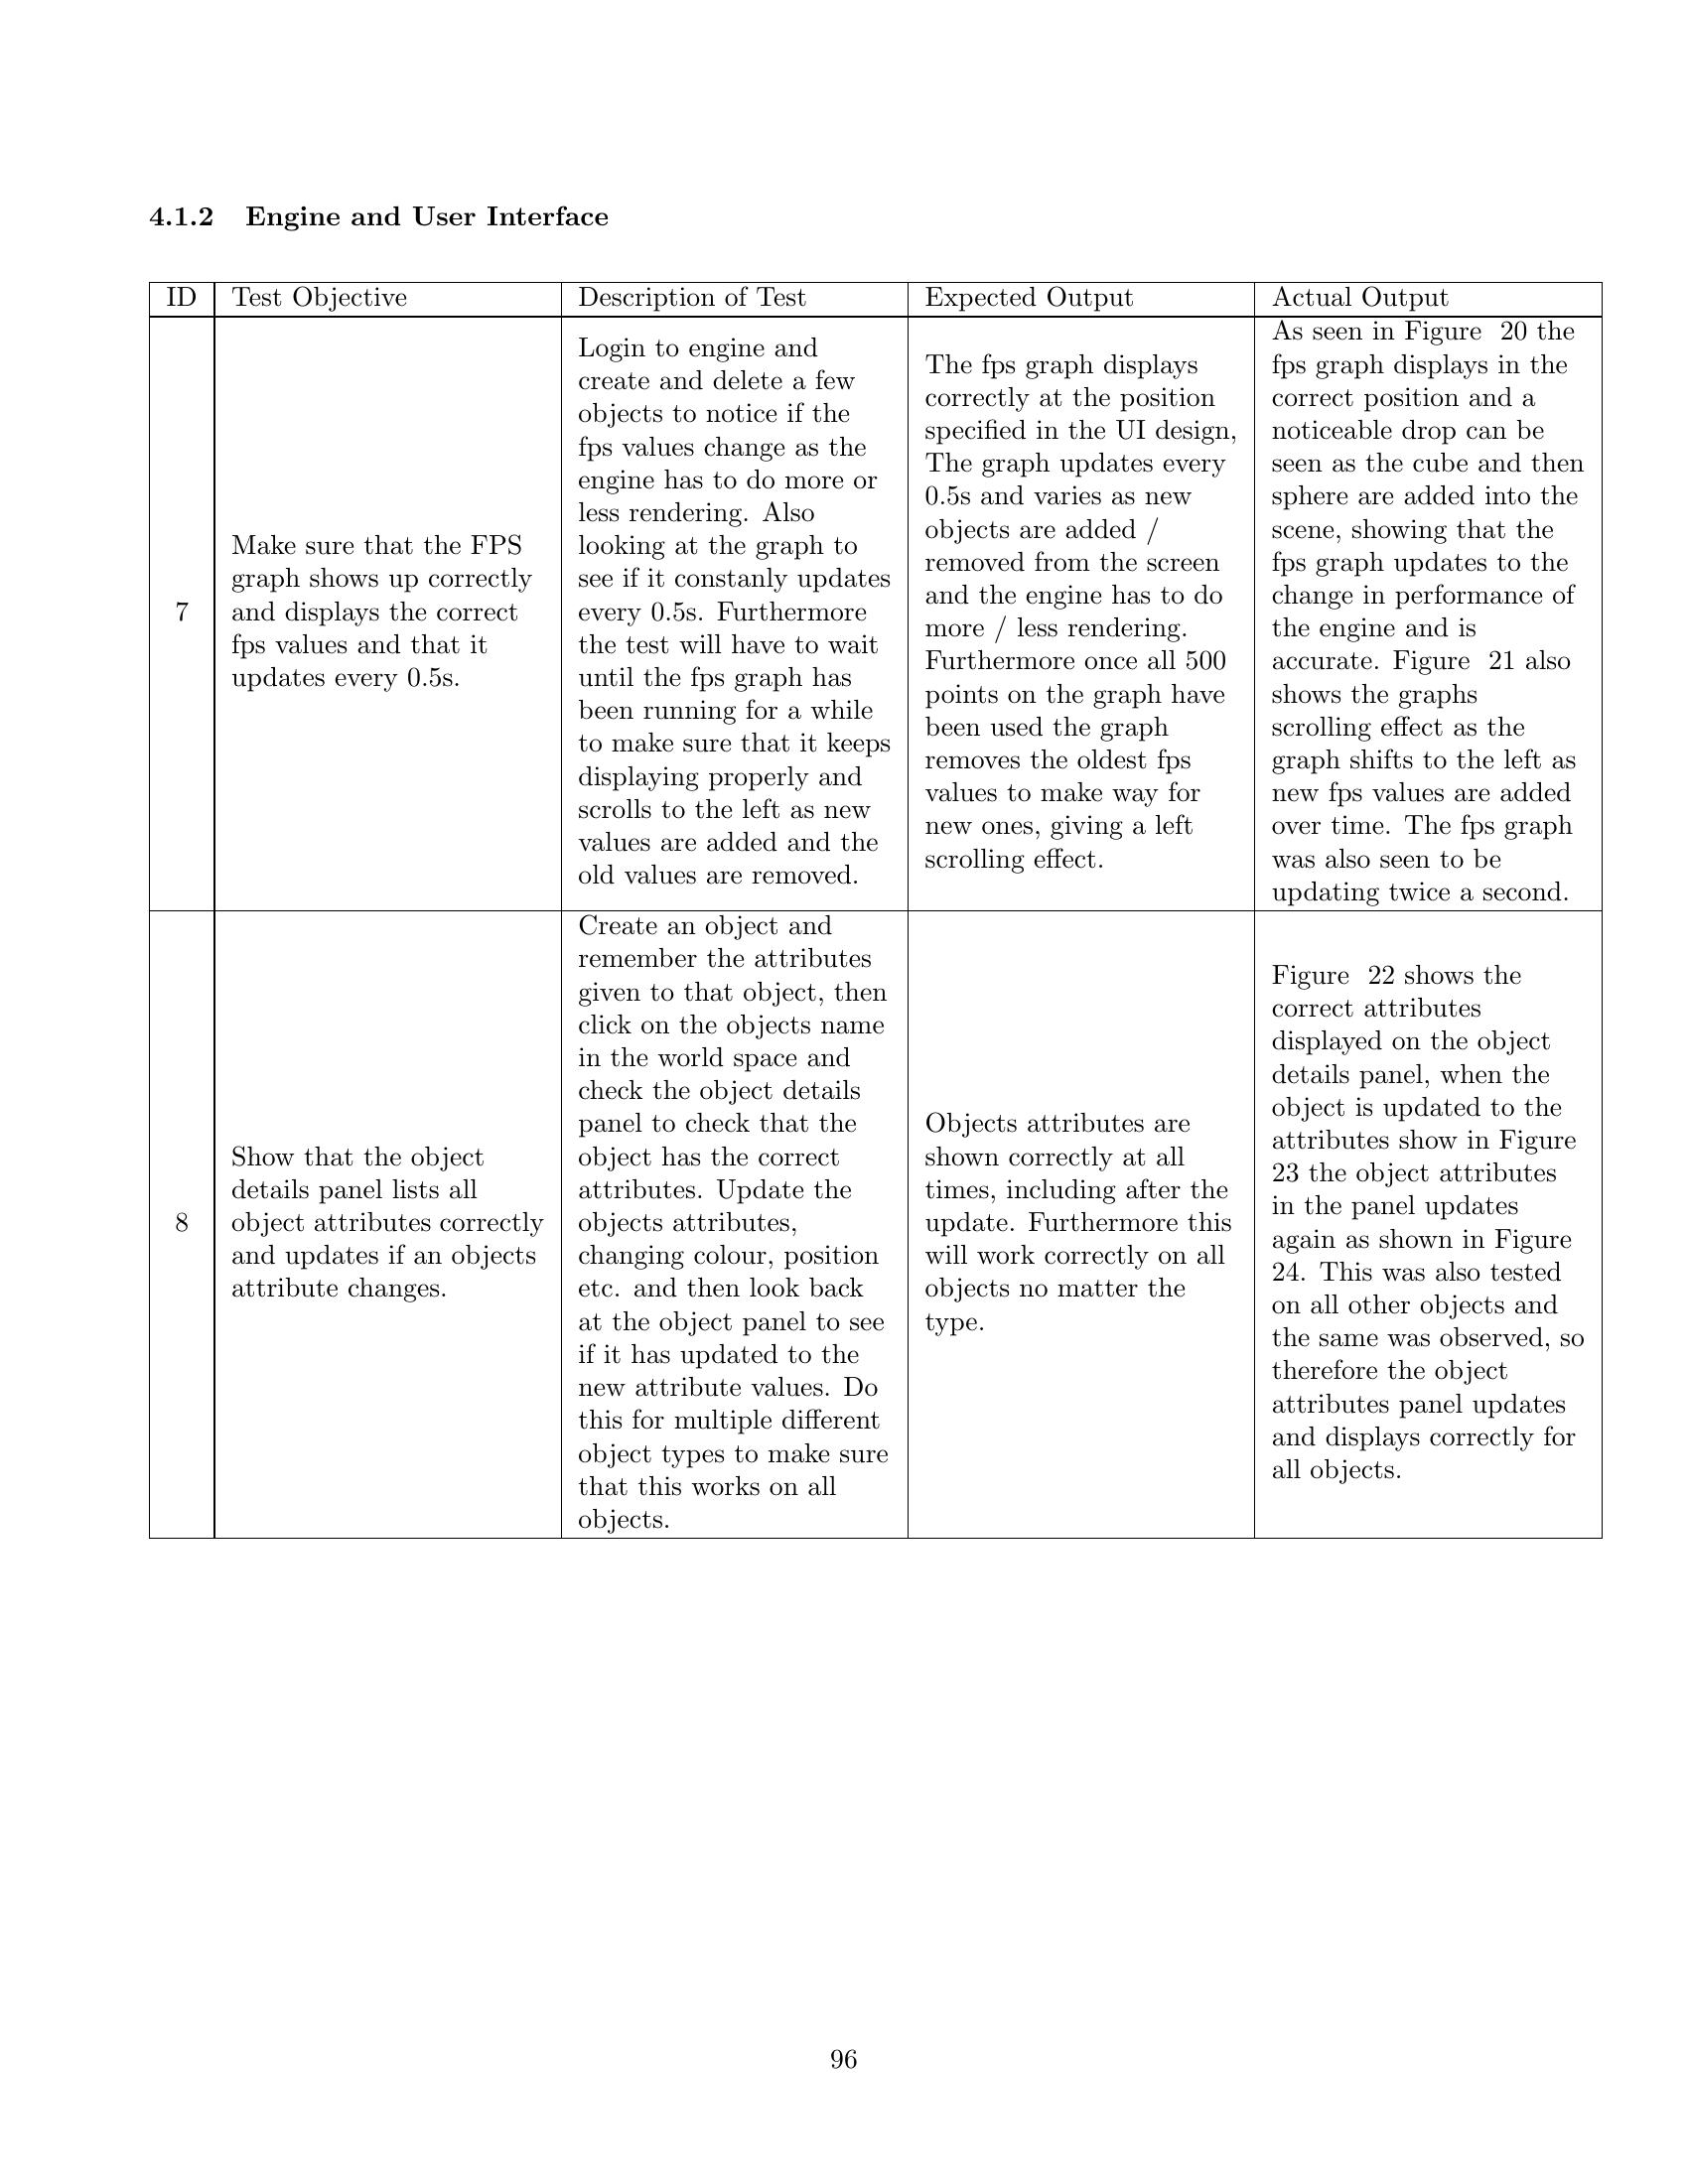 4.1.2 Engine and User Interface
ID Test Objective Description of Test Expected Output Actual Output
7
Make sure that the FPS
graph shows up correctly
and displays the correct
fps values and that it
updates every 0.5s.
Login to engine and
create and delete a few
objects to notice if the
fps values change as the
engine has to do more or
less rendering. Also
looking at the graph to
see if it constanly updates
every 0.5s. Furthermore
the test will have to wait
until the fps graph has
been running for a while
to make sure that it keeps
displaying properly and
scrolls to the left as new
values are added and the
old values are removed.
The fps graph displays
correctly at the position
specified in the UI design,
The graph updates every
0.5s and varies as new
objects are added /
removed from the screen
and the engine has to do
more / less rendering.
Furthermore once all 500
points on the graph have
been used the graph
removes the oldest fps
values to make way for
new ones, giving a left
scrolling effect.
As seen in Figure 20 the
fps graph displays in the
correct position and a
noticeable drop can be
seen as the cube and then
sphere are added into the
scene, showing that the
fps graph updates to the
change in performance of
the engine and is
accurate. Figure 21 also
shows the graphs
scrolling effect as the
graph shifts to the left as
new fps values are added
over time. The fps graph
was also seen to be
updating twice a second.
8
Show that the object
details panel lists all
object attributes correctly
and updates if an objects
attribute changes.
Create an object and
remember the attributes
given to that object, then
click on the objects name
in the world space and
check the object details
panel to check that the
object has the correct
attributes. Update the
objects attributes,
changing colour, position
etc. and then look back
at the object panel to see
if it has updated to the
new attribute values. Do
this for multiple different
object types to make sure
that this works on all
objects.
Objects attributes are
shown correctly at all
times, including after the
update. Furthermore this
will work correctly on all
objects no matter the
type.
Figure 22 shows the
correct attributes
displayed on the object
details panel, when the
object is updated to the
attributes show in Figure
23 the object attributes
in the panel updates
again as shown in Figure
24. This was also tested
on all other objects and
the same was observed, so
therefore the object
attributes panel updates
and displays correctly for
all objects.
96